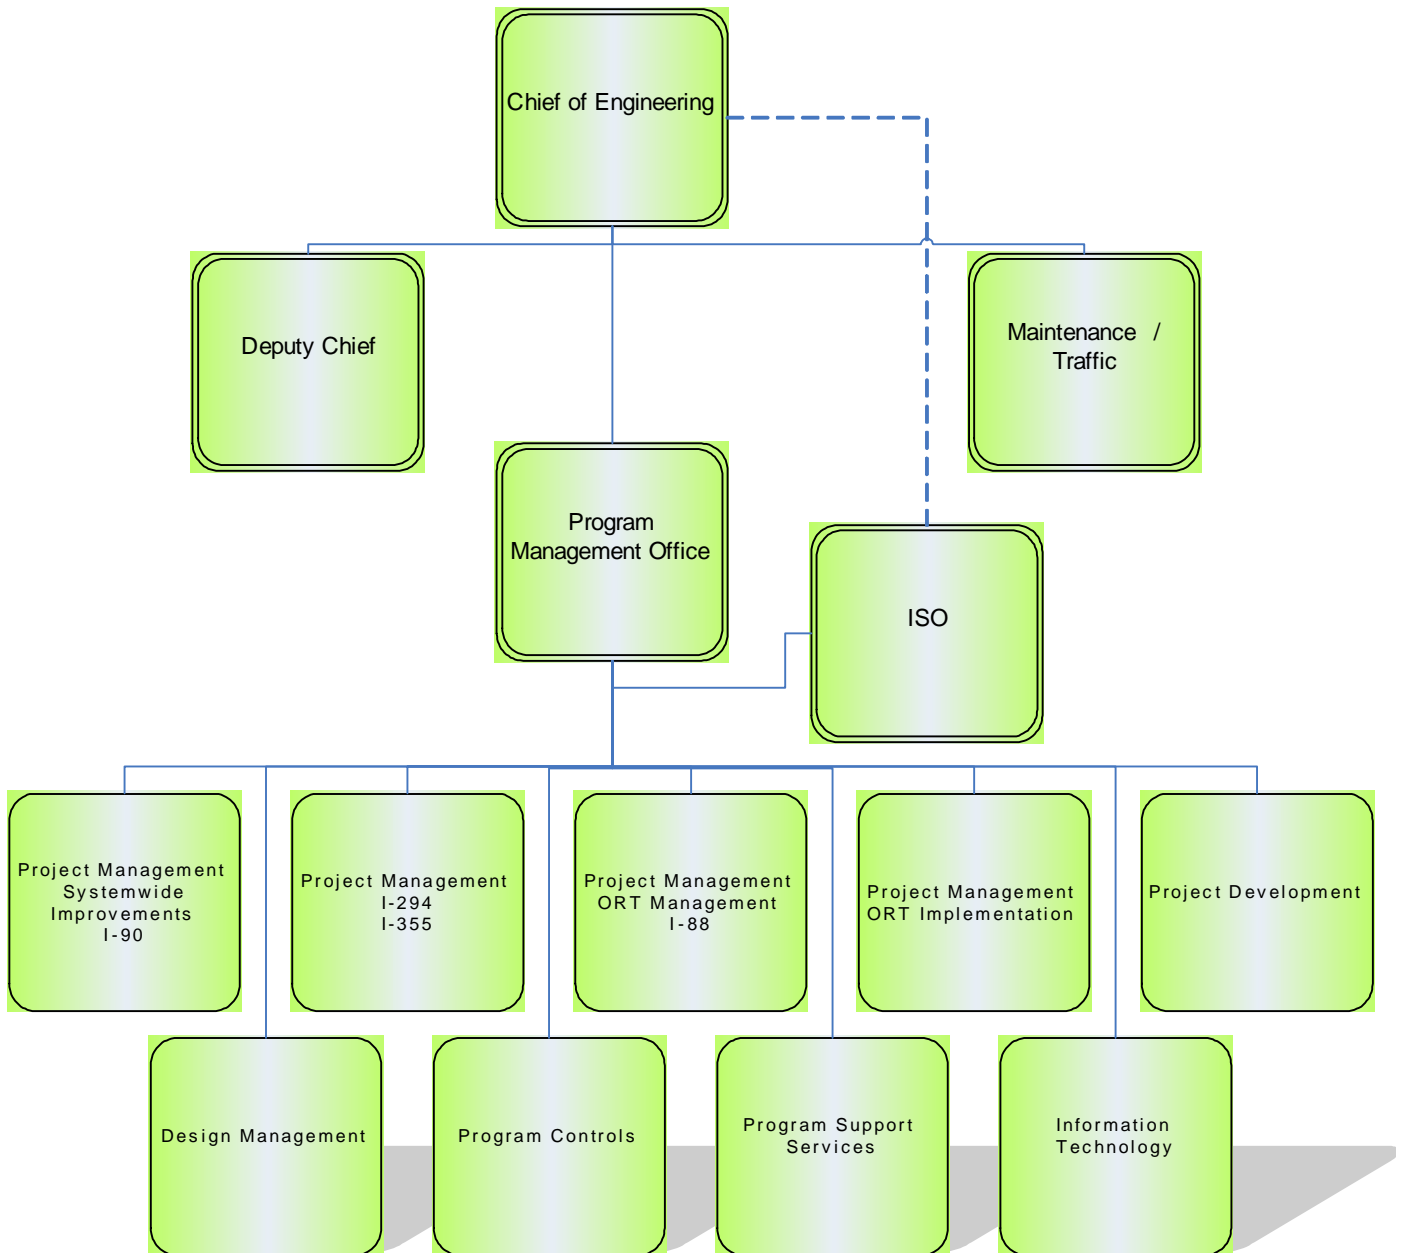 Chief of Engineering
Deputy Chief
Maintenance /
Traffic
Program
Management Office
ISO
Project Management
Systemwide
Improvements
I-90
Project Management
I-294
I-355
Project Management
ORT Management
I-88
Project Management
ORT Implementation
Project Development
Design Management
Program Controls
Program Support
Services
Information
Technology